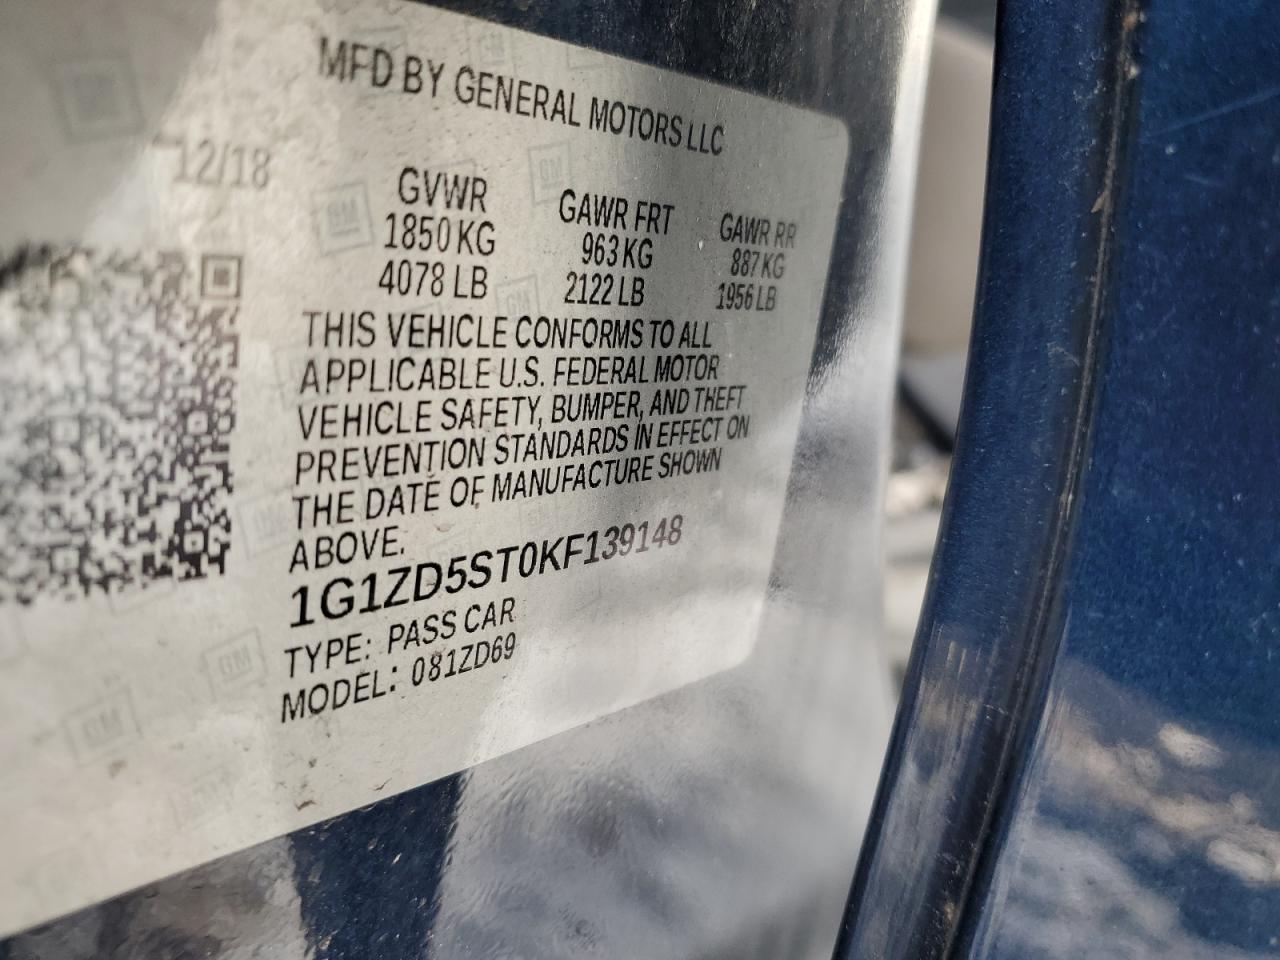 MFD BY GENERAL MOTORS LLC
12/18
GVWR GAWR FRT GAWR RR
1850 KG 963 KG 887 KG
4078 LB 2122 LB 1956 LB
THIS VEHICLE CONFORMS TO ALL
APPLICABLE U.S. FEDERAL MOTOR
VEHICLE SAFETY, BUMPER, AND THEFT
PREVENTION STANDARDS IN EFFECT ON
THE DATE OF MANUFACTURE SHOWN
ABOVE.
1G1ZD5ST0KF139148
TYPE: PASS CAR
MODEL: 081ZD69